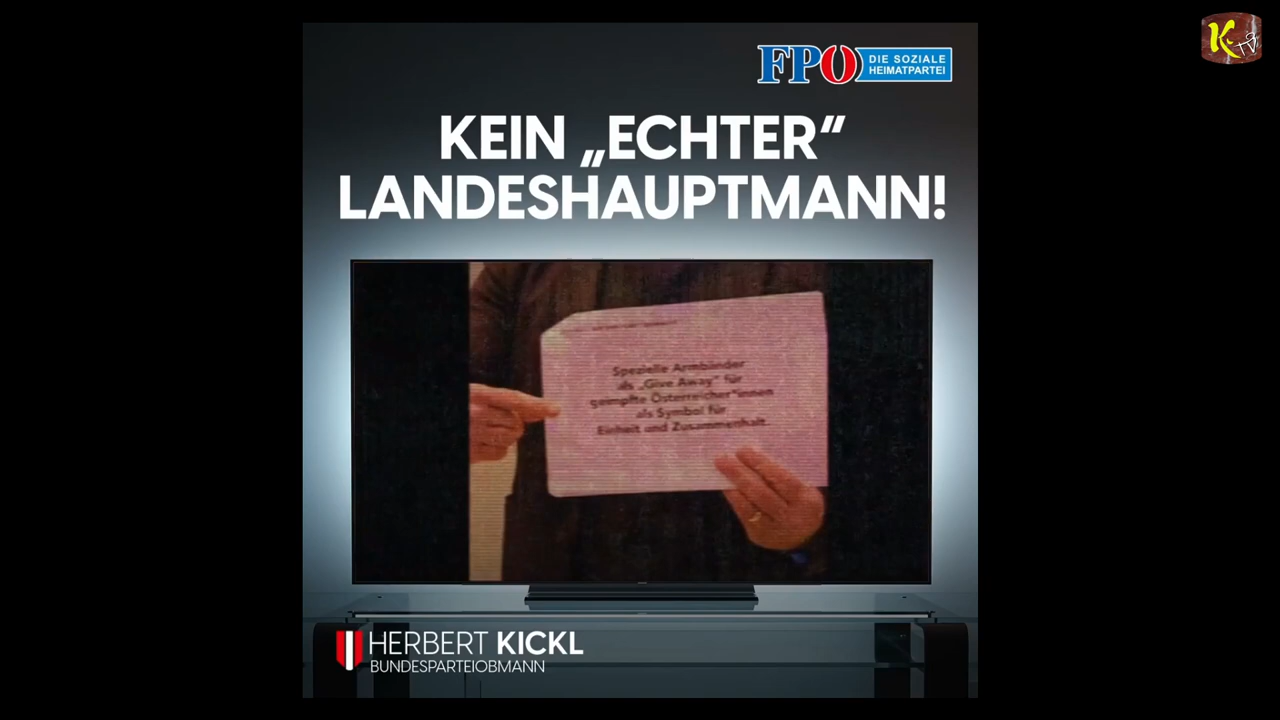 K TV
FPÖ DIE SOZIALE
HEIMATPARTEI
KEIN „ECHTER“
LANDESHAUPTMANN!
Spezielle Armbänder
als „Give Away“ für
geimpfte Österreicher*innen
als Symbol für
Einheit und Zusammenhalt.
HERBERT KICKL
BUNDESPARTEIOBMANN